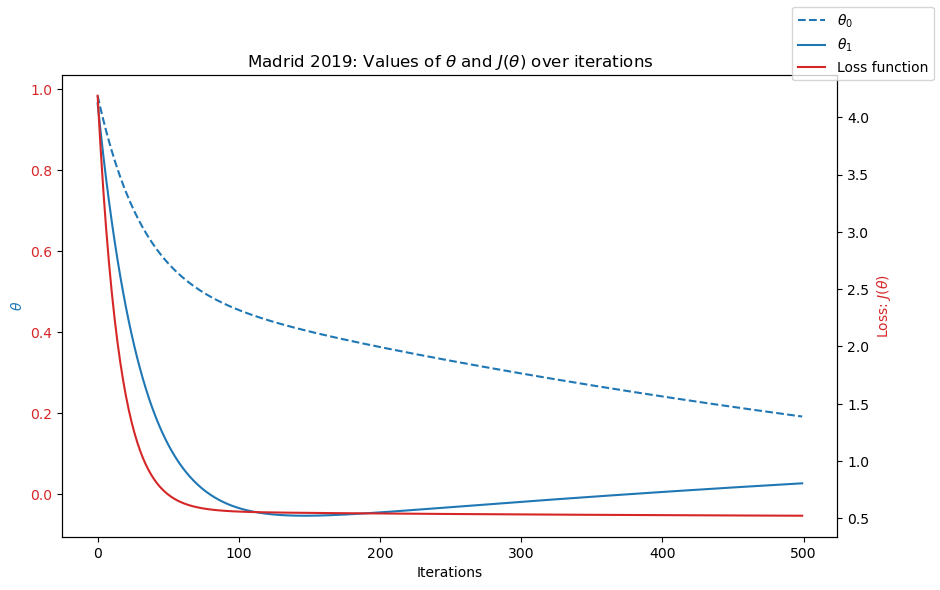 θ₀
θ₁
Loss function
Madrid 2019: Values of θ and J(θ) over iterations
1.0
0.8
0.6
0.4
0.2
0.0
θ
4.0
3.5
3.0
2.5
2.0
1.5
1.0
0.5
Loss: J(θ)
0 100 200 300 400 500
Iterations